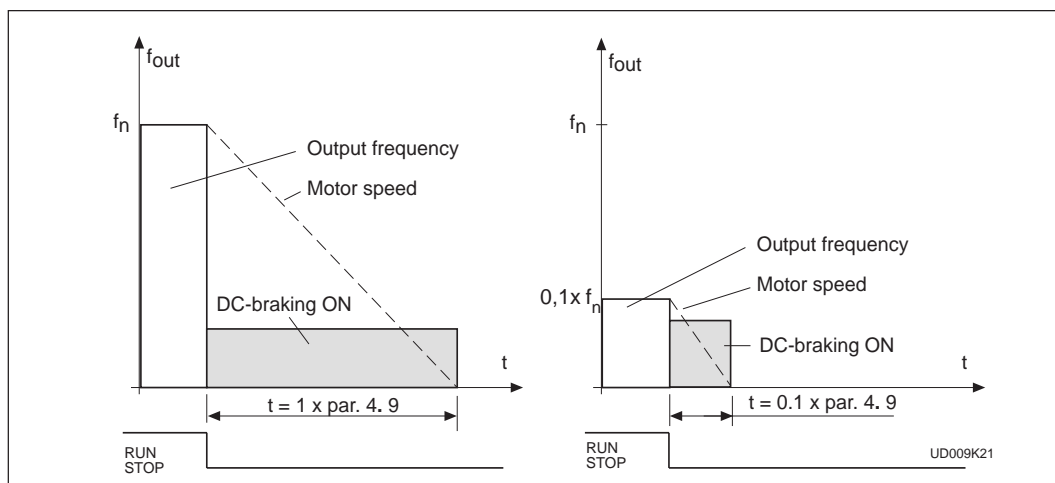 fout
fn
Output frequency
Motor speed
DC-braking ON
t
t = 1 x par. 4. 9
RUN
STOP
fout
fn
Output frequency
Motor speed
0,1x fn
DC-braking ON
t
t = 0.1 x par. 4. 9
RUN
STOP
UD009K21